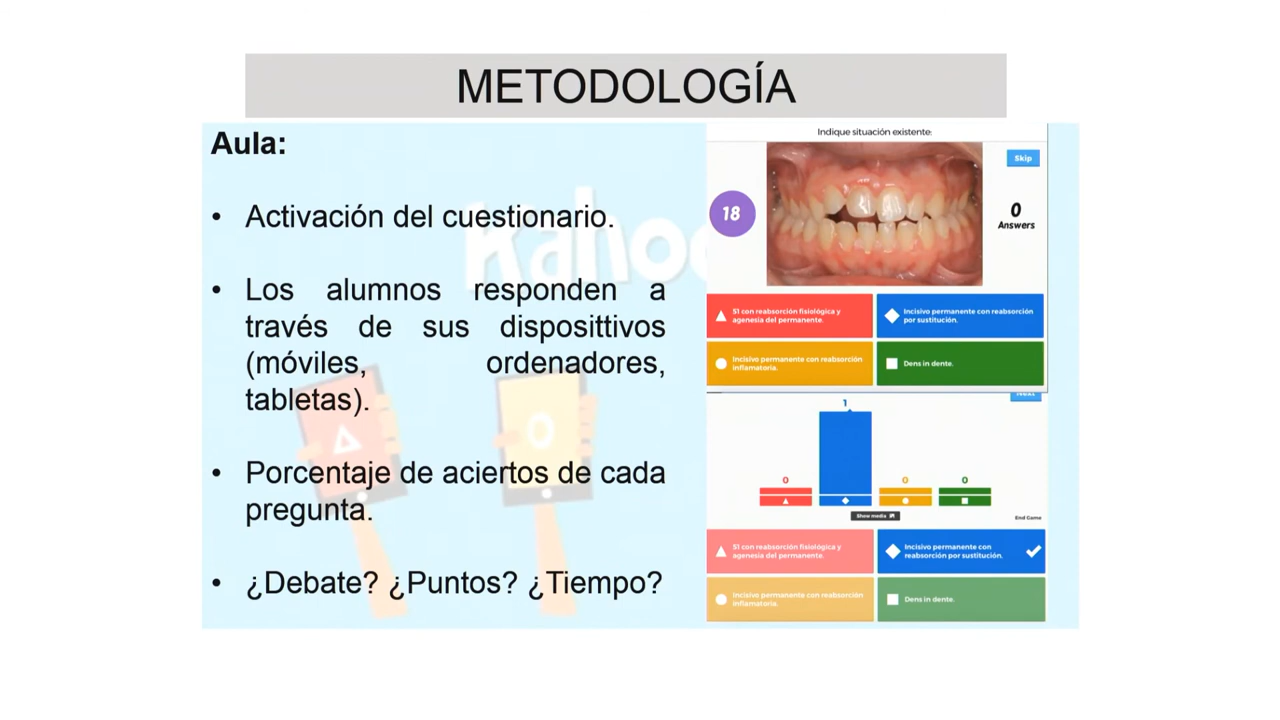 METODOLOGÍA
Aula:
• Activación del cuestionario.
• Los alumnos responden a
través de sus disposittivos
(móviles, ordenadores,
tabletas).
• Porcentaje de aciertos de cada
pregunta.
• ¿Debate? ¿Puntos? ¿Tiempo?
Kahoo
Indique situación existente:
Skip
18
0
Answers
51 con reabsorción fisiológica y
agenesia del permanente.
Incisivo permanente con reabsorción
por sustitución.
Incisivo permanente con reabsorción
inflamatoria.
Dens in dente.
Next
1
0
0
0
Show media
End Game
51 con reabsorción fisiológica y
agenesia del permanente.
Incisivo permanente con
reabsorción por sustitución.
Incisivo permanente con reabsorción
inflamatoria.
Dens in dente.